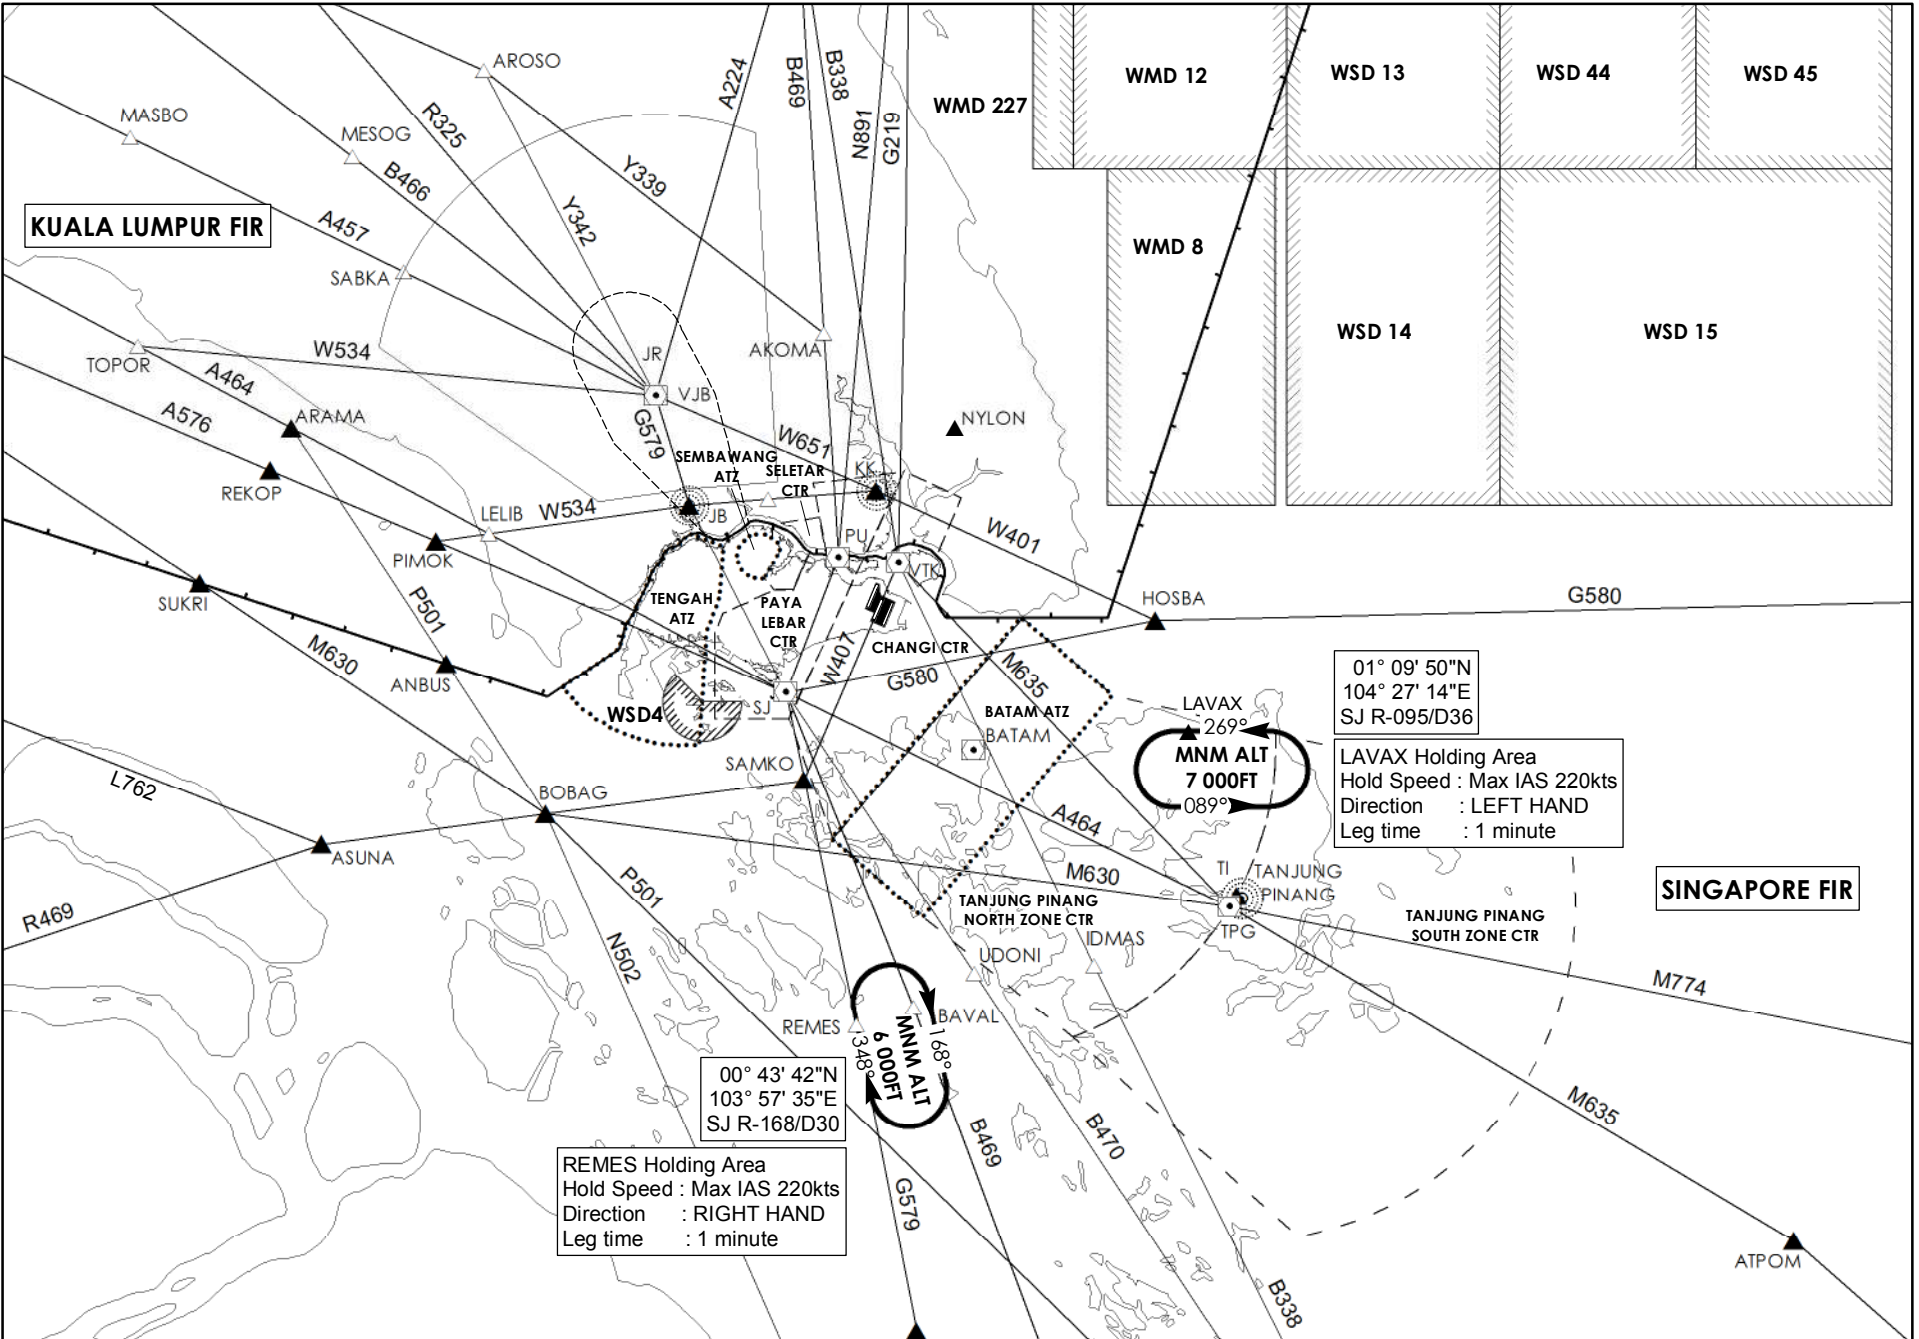 AROSO
MASBO
MESOG
R325
A224
B469
B338
N891
G219
WMD 227
WMD 12
WSD 13
WSD 44
WSD 45
B466
Y339
Y342
A457
KUALA LUMPUR FIR
SABKA
WMD 8
WSD 14
WSD 15
W534
JR
AKOMA
TOPOR
A464
VJB
A576
ARAMA
G579
W651
NYLON
SEMBAWANG
ATZ
SELETAR
CTR
KK
REKOP
LELIB
W534
JB
PU
W401
PIMOK
VTK
SUKRI
P501
TENGAH
ATZ
PAYA
LEBAR
CTR
HOSBA
G580
M630
W407
CHANGI CTR
ANBUS
G580
M635
WSD4
SJ
BATAM ATZ
BATAM
LAVAX
269°
MNM ALT
7 000FT
089°
01° 09' 50"N
104° 27' 14"E
SJ R-095/D36
LAVAX Holding Area
Hold Speed : Max IAS 220kts
Direction : LEFT HAND
Leg time : 1 minute
SAMKO
L762
BOBAG
A464
ASUNA
M630
TI
TANJUNG
PINANG
TPG
SINGAPORE FIR
P501
R469
TANJUNG PINANG
NORTH ZONE CTR
TANJUNG PINANG
SOUTH ZONE CTR
N502
UDONI
IDMAS
M774
REMES
BAVAL
168°
MNM ALT
6 000FT
348°
00° 43' 42"N
103° 57' 35"E
SJ R-168/D30
REMES Holding Area
Hold Speed : Max IAS 220kts
Direction : RIGHT HAND
Leg time : 1 minute
B469
B470
M635
G579
B338
ATPOM